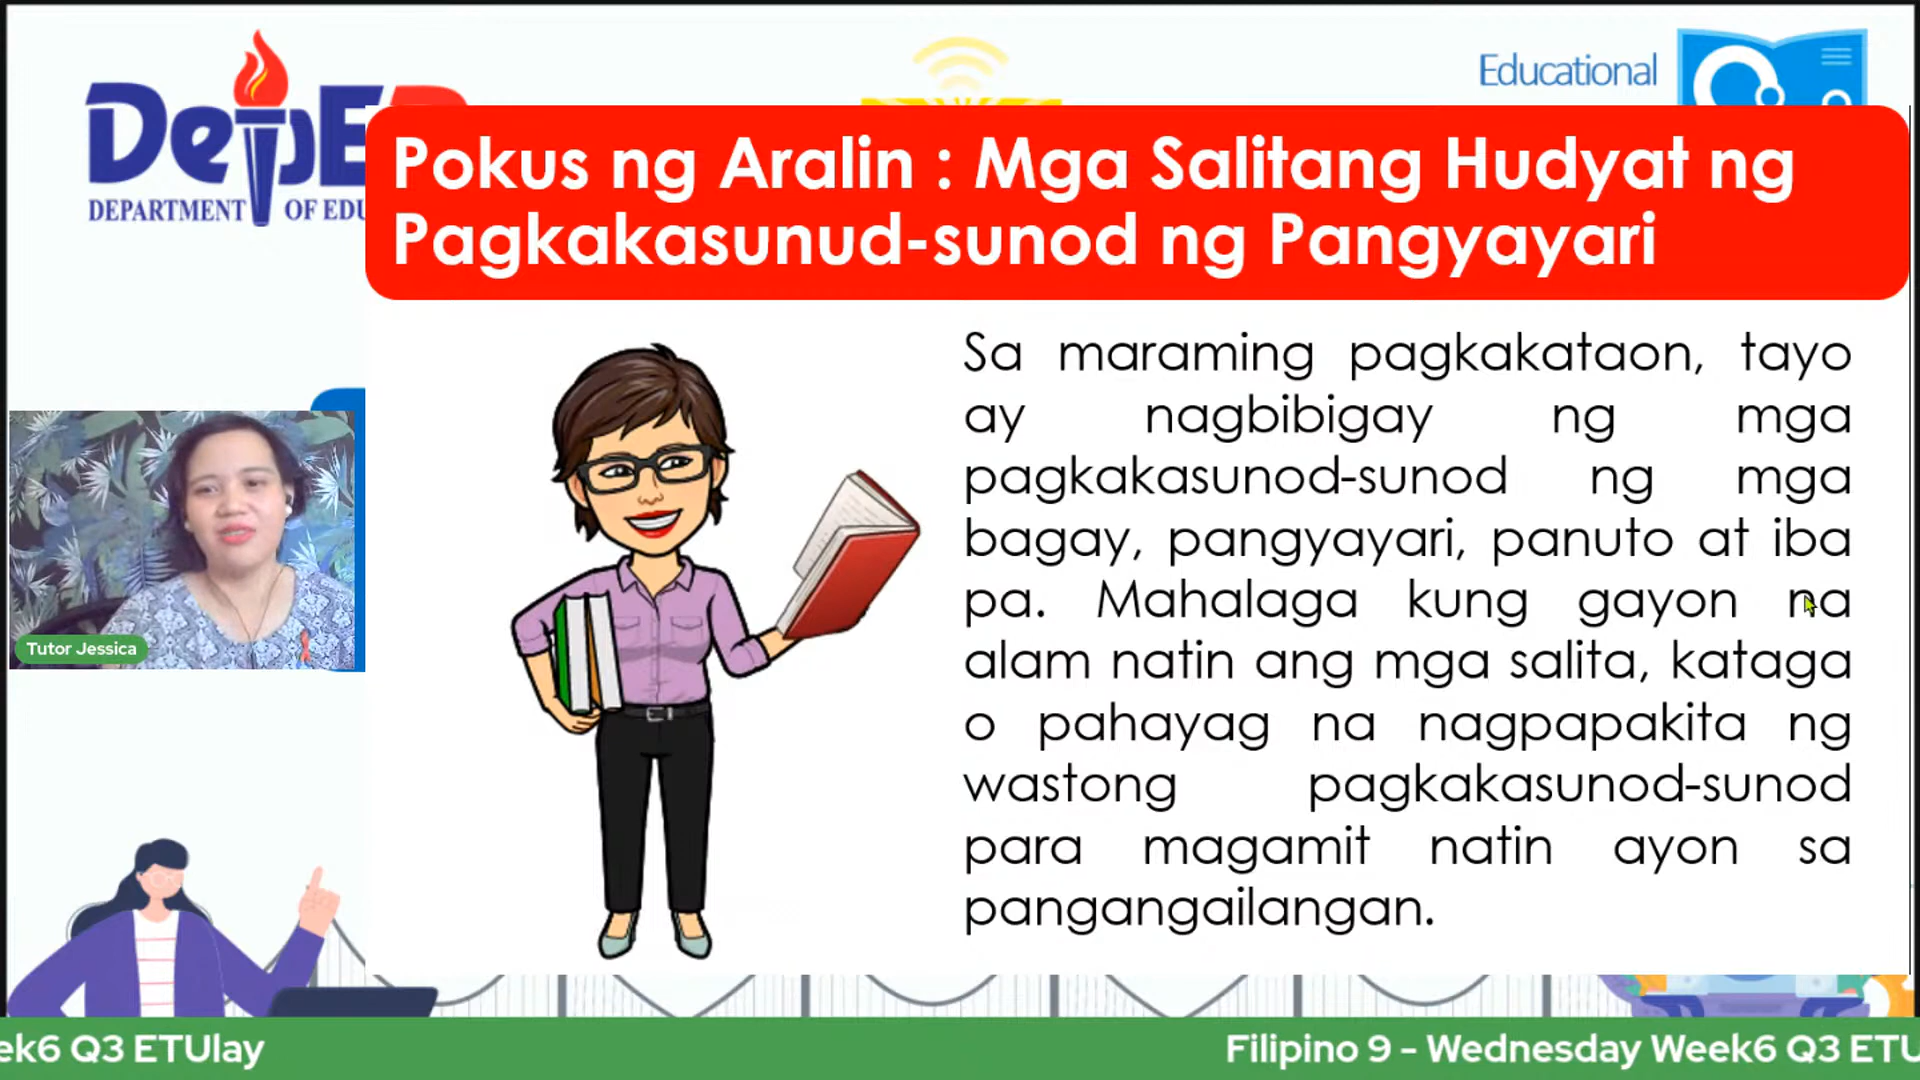 DepE
DEPARTMENT OF EDU
Educational
Pokus ng Aralin : Mga Salitang Hudyat ng
Pagkakasunud-sunod ng Pangyayari
Sa maraming pagkakataon, tayo
ay nagbibigay ng mga
pagkakasunod-sunod ng mga
bagay, pangyayari, panuto at iba
pa. Mahalaga kung gayon na
alam natin ang mga salita, kataga
o pahayag na nagpapakita ng
wastong pagkakasunod-sunod
para magamit natin ayon sa
pangangailangan.
Tutor Jessica
ek6 Q3 ETUlay
Filipino 9 - Wednesday Week6 Q3 ETU